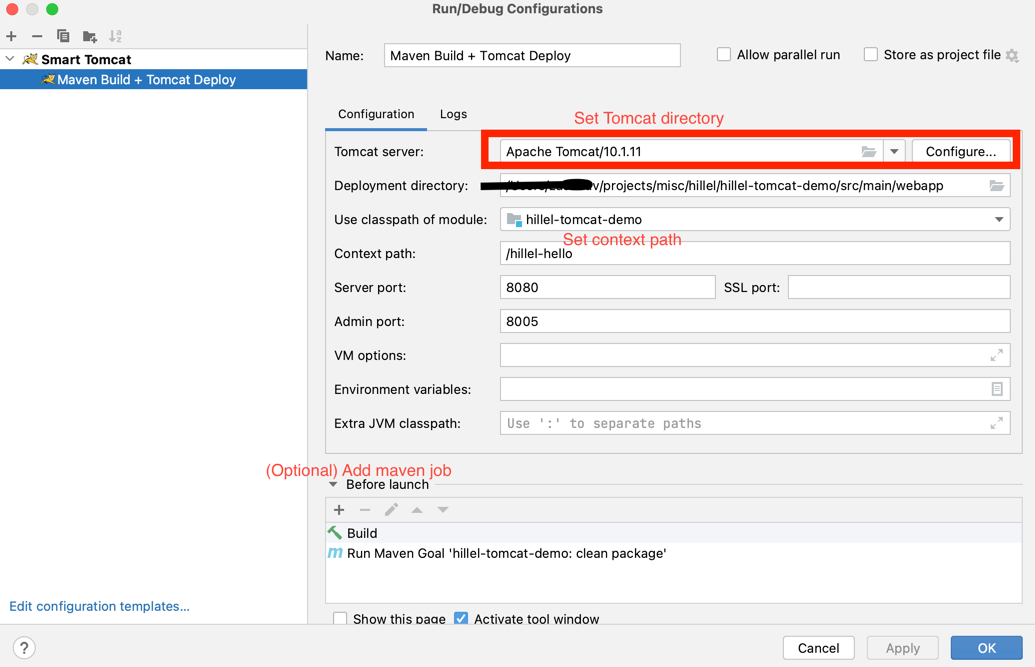 Run/Debug Configurations
Smart Tomcat
Maven Build + Tomcat Deploy
Name: Maven Build + Tomcat Deploy Allow parallel run Store as project file
Configuration Logs
Set Tomcat directory
Tomcat server: Apache Tomcat/10.1.11 Configure...
Deployment directory: /projects/misc/hillel/hillel-tomcat-demo/src/main/webapp
Use classpath of module: hillel-tomcat-demo
Set context path
Context path: /hillel-hello
Server port: 8080 SSL port:
Admin port: 8005
VM options:
Environment variables:
Extra JVM classpath: Use ':' to separate paths
(Optional) Add maven job
Before launch
Build
m Run Maven Goal 'hillel-tomcat-demo: clean package'
Edit configuration templates...
Show this page Activate tool window
? Cancel Apply OK